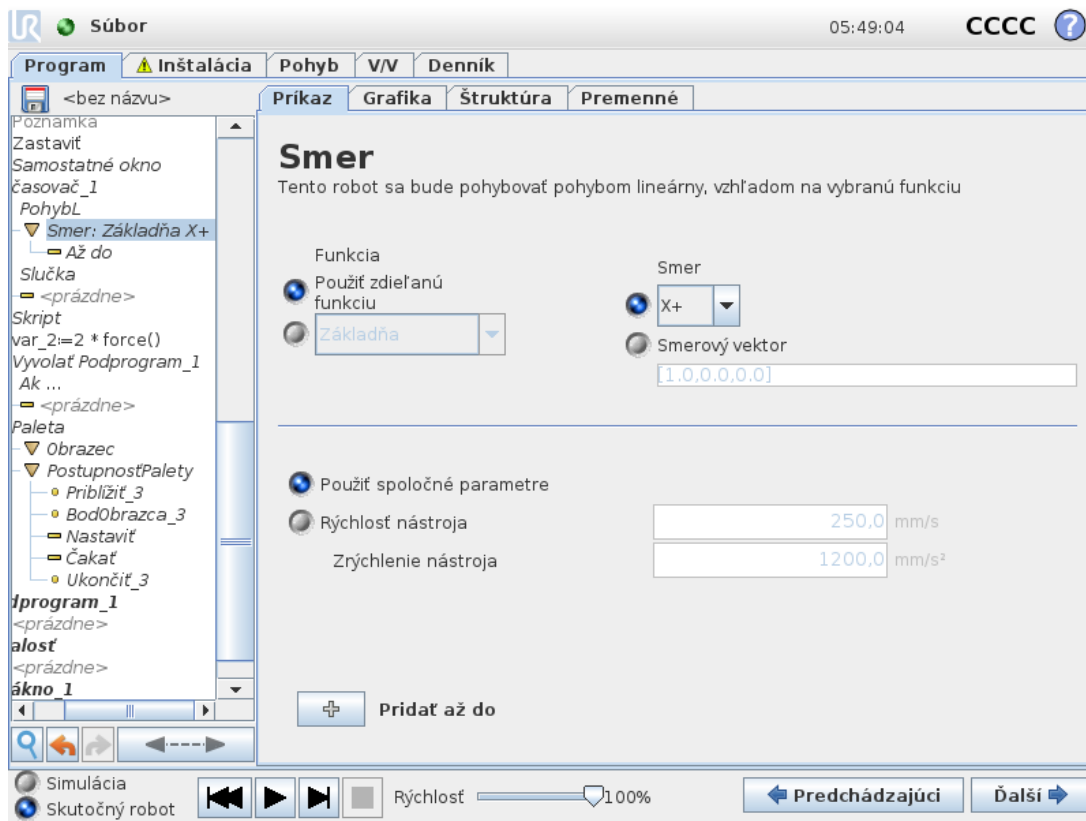 UR Súbor 05:49:04 CCCC ?
Program Inštalácia Pohyb V/V Denník
<bez názvu> Príkaz Grafika Štruktúra Premenné
Poznámka
Zastaviť
Samostatné okno
časovač_1
PohybL
Smer: Základňa X+
Až do
Slučka
<prázdne>
Skript
var_2≔2 * force()
Vyvolať Podprogram_1
Ak ...
<prázdne>
Paleta
Obrazec
PostupnosťPalety
Priblížiť_3
BodObrazca_3
Nastaviť
Čakať
Ukončiť_3
dprogram_1
<prázdne>
alosť
<prázdne>
ákno_1
Smer
Tento robot sa bude pohybovať pohybom lineárny, vzhľadom na vybranú funkciu
Funkcia
Použiť zdieľanú
funkciu
Základňa
Smer
X+
Smerový vektor
[1.0,0.0,0.0]
Použiť spoločné parametre
Rýchlosť nástroja 250,0 mm/s
Zrýchlenie nástroja 1200,0 mm/s²
Pridať až do
Simulácia
Skutočný robot
Rýchlosť 100%
Predchádzajúci Ďalší